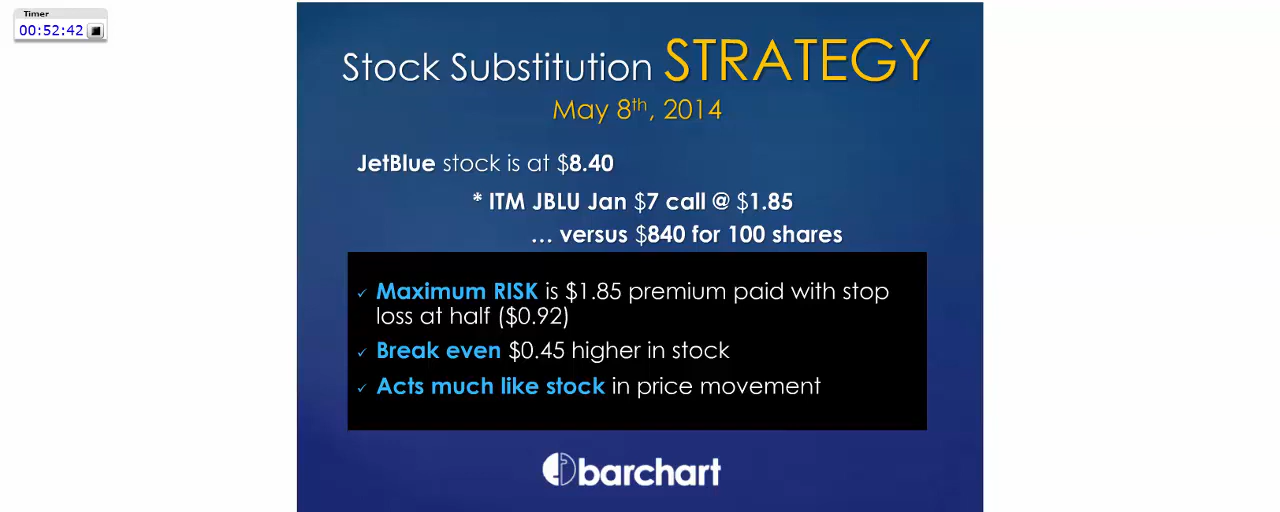 Timer
00:52:42
Stock Substitution STRATEGY
May 8th, 2014
JetBlue stock is at $8.40
* ITM JBLU Jan $7 call @ $1.85
… versus $840 for 100 shares
✓ Maximum RISK is $1.85 premium paid with stop
loss at half ($0.92)
✓ Break even $0.45 higher in stock
✓ Acts much like stock in price movement
barchart